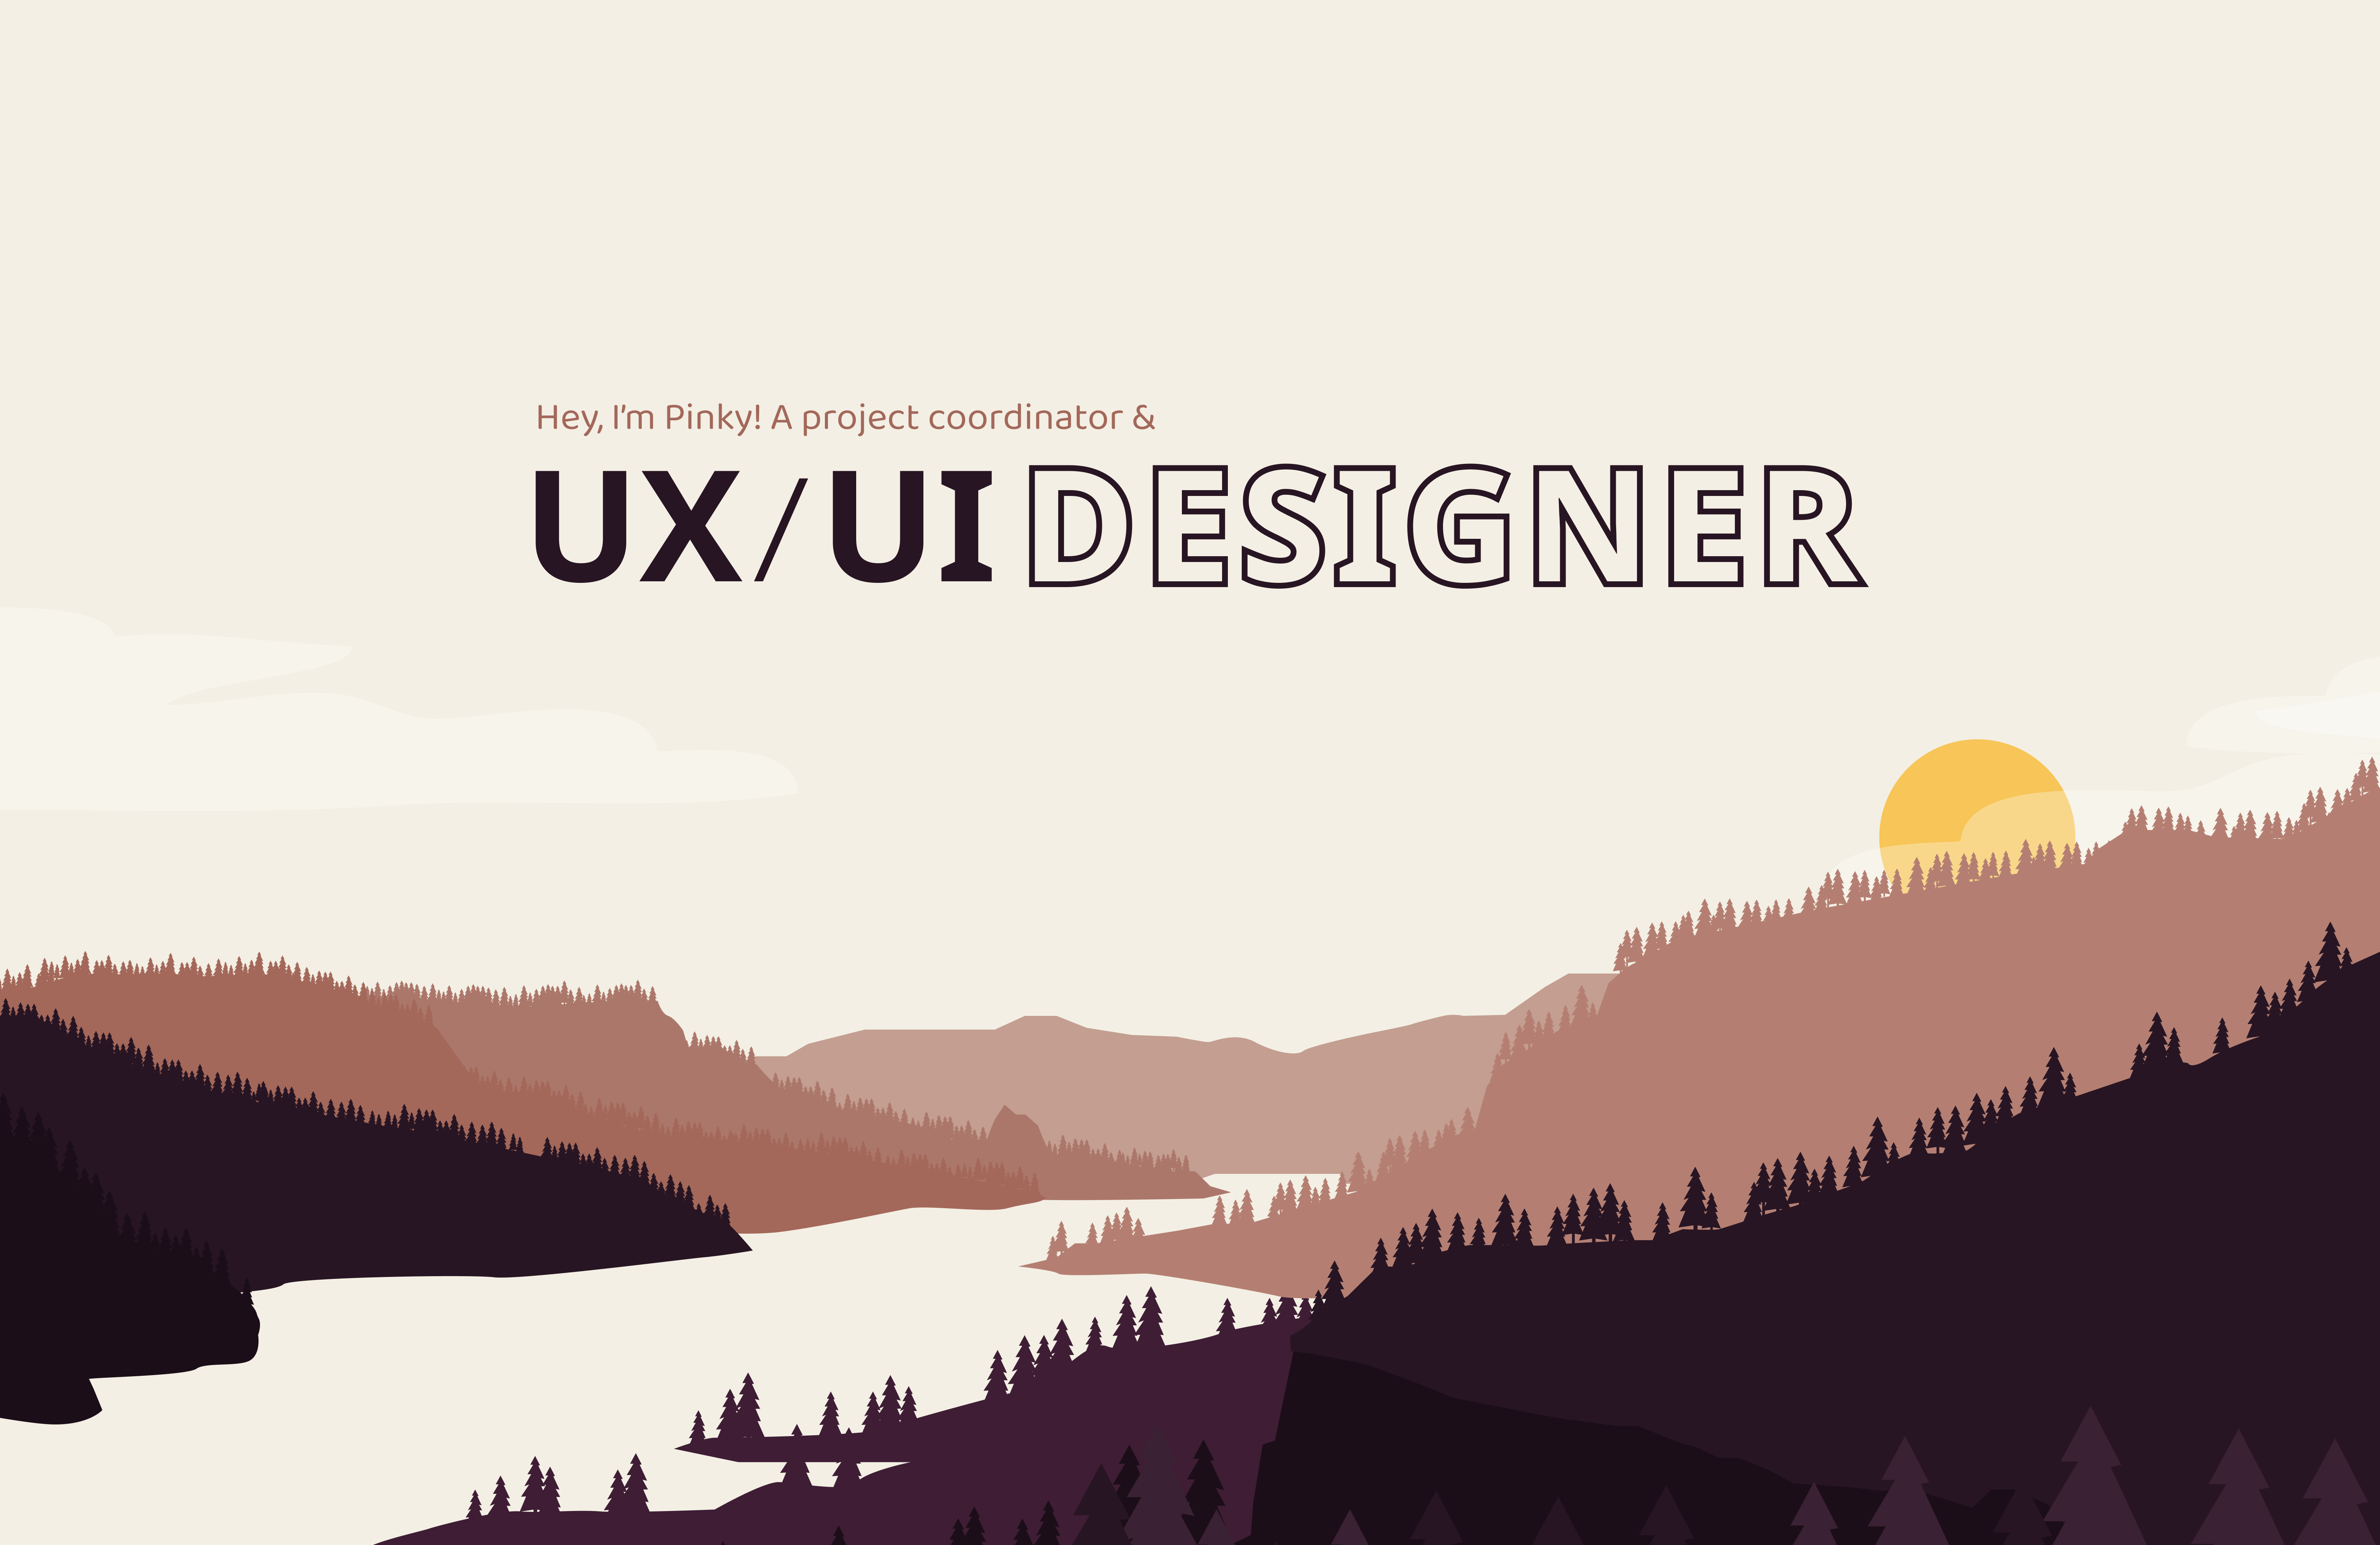 Hey, I'm Pinky! A project coordinator &
UX/UI DESIGNER